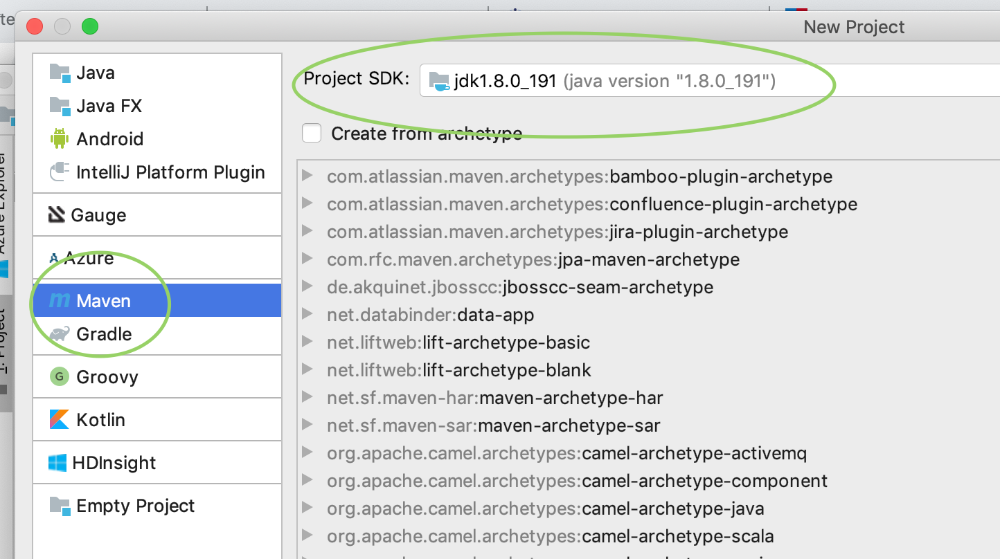 New Project
Java
Java FX
Android
IntelliJ Platform Plugin
Gauge
Azure
Maven
Gradle
G Groovy
Kotlin
HDInsight
Empty Project
Project SDK: jdk1.8.0_191 (java version "1.8.0_191")
Create from archetype
com.atlassian.maven.archetypes:bamboo-plugin-archetype
com.atlassian.maven.archetypes:confluence-plugin-archetype
com.atlassian.maven.archetypes:jira-plugin-archetype
com.rfc.maven.archetypes:jpa-maven-archetype
de.akquinet.jbosscc:jbosscc-seam-archetype
net.databinder:data-app
net.liftweb:lift-archetype-basic
net.liftweb:lift-archetype-blank
net.sf.maven-har:maven-archetype-har
net.sf.maven-sar:maven-archetype-sar
org.apache.camel.archetypes:camel-archetype-activemq
org.apache.camel.archetypes:camel-archetype-component
org.apache.camel.archetypes:camel-archetype-java
org.apache.camel.archetypes:camel-archetype-scala
Azure Explorer
Project